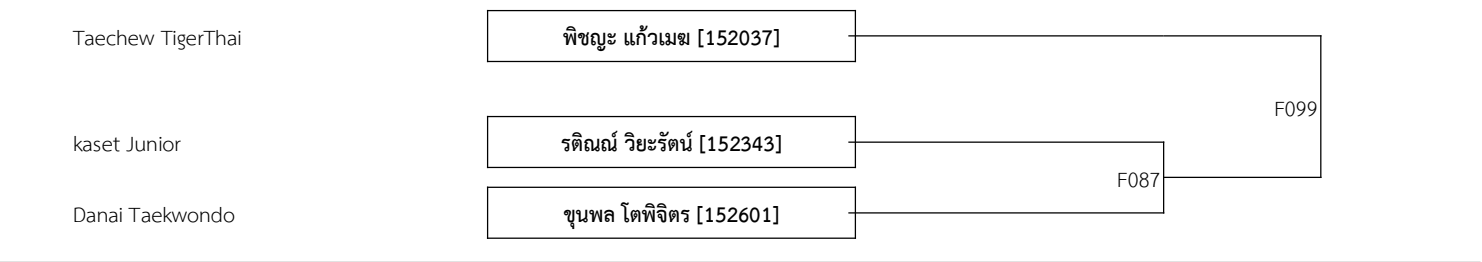 Taechew TigerThai พิชญะ แก้วเมฆ [152037]
F099
kaset Junior รติณณ์ วิยะรัตน์ [152343]
F087
Danai Taekwondo ขุนพล โตพิจิตร [152601]